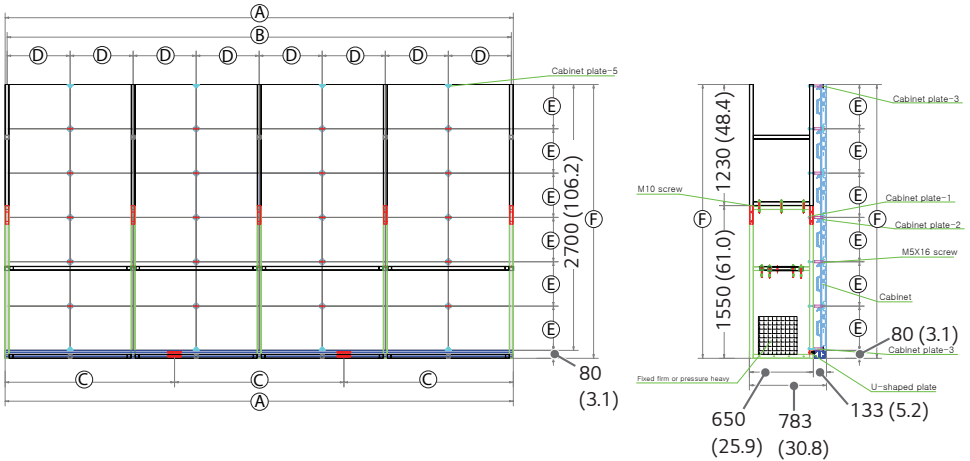 A
B
D D D D D D D D
Cabinet plate-5
E
E
E
E
E
E
2700 (106.2)
F
C C C
A
80
(3.1)
1230 (48.4)
1550 (61.0)
F
M10 screw
Fixed firm or pressure heavy
E
E
E
E
E
E
F
Cabinet plate-3
Cabinet plate-1
Cabinet plate-2
M5X16 screw
Cabinet
80 (3.1)
Cabinet plate-3
U-shaped plate
650
(25.9)
783
(30.8)
133 (5.2)